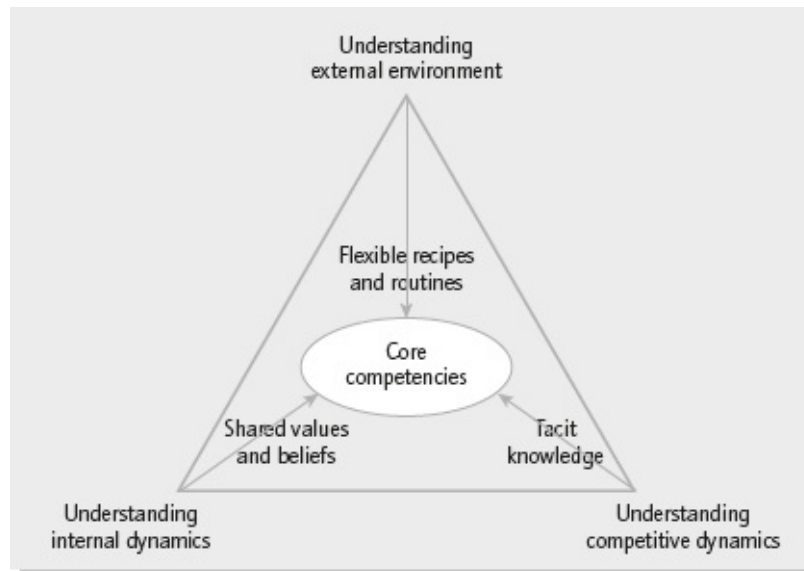 Understanding
external environment
Flexible recipes
and routines
Core
competencies
Shared values
and beliefs
Tacit
knowledge
Understanding
internal dynamics
Understanding
competitive dynamics